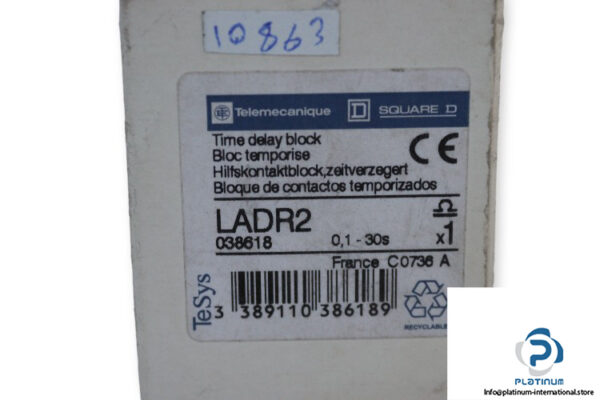 10863
Telemecanique
SQUARE D
Time delay block
Bloc temporise
Hilfskontaktblock,zeitverzegert
Bloque de contactos temporizados
CE
LADR2
038618
0,1 - 30s
x1
France C0736 A
TeSys
3 389110 386189
RECYCLABLE
PLATINUM
Info@platinum-international.store